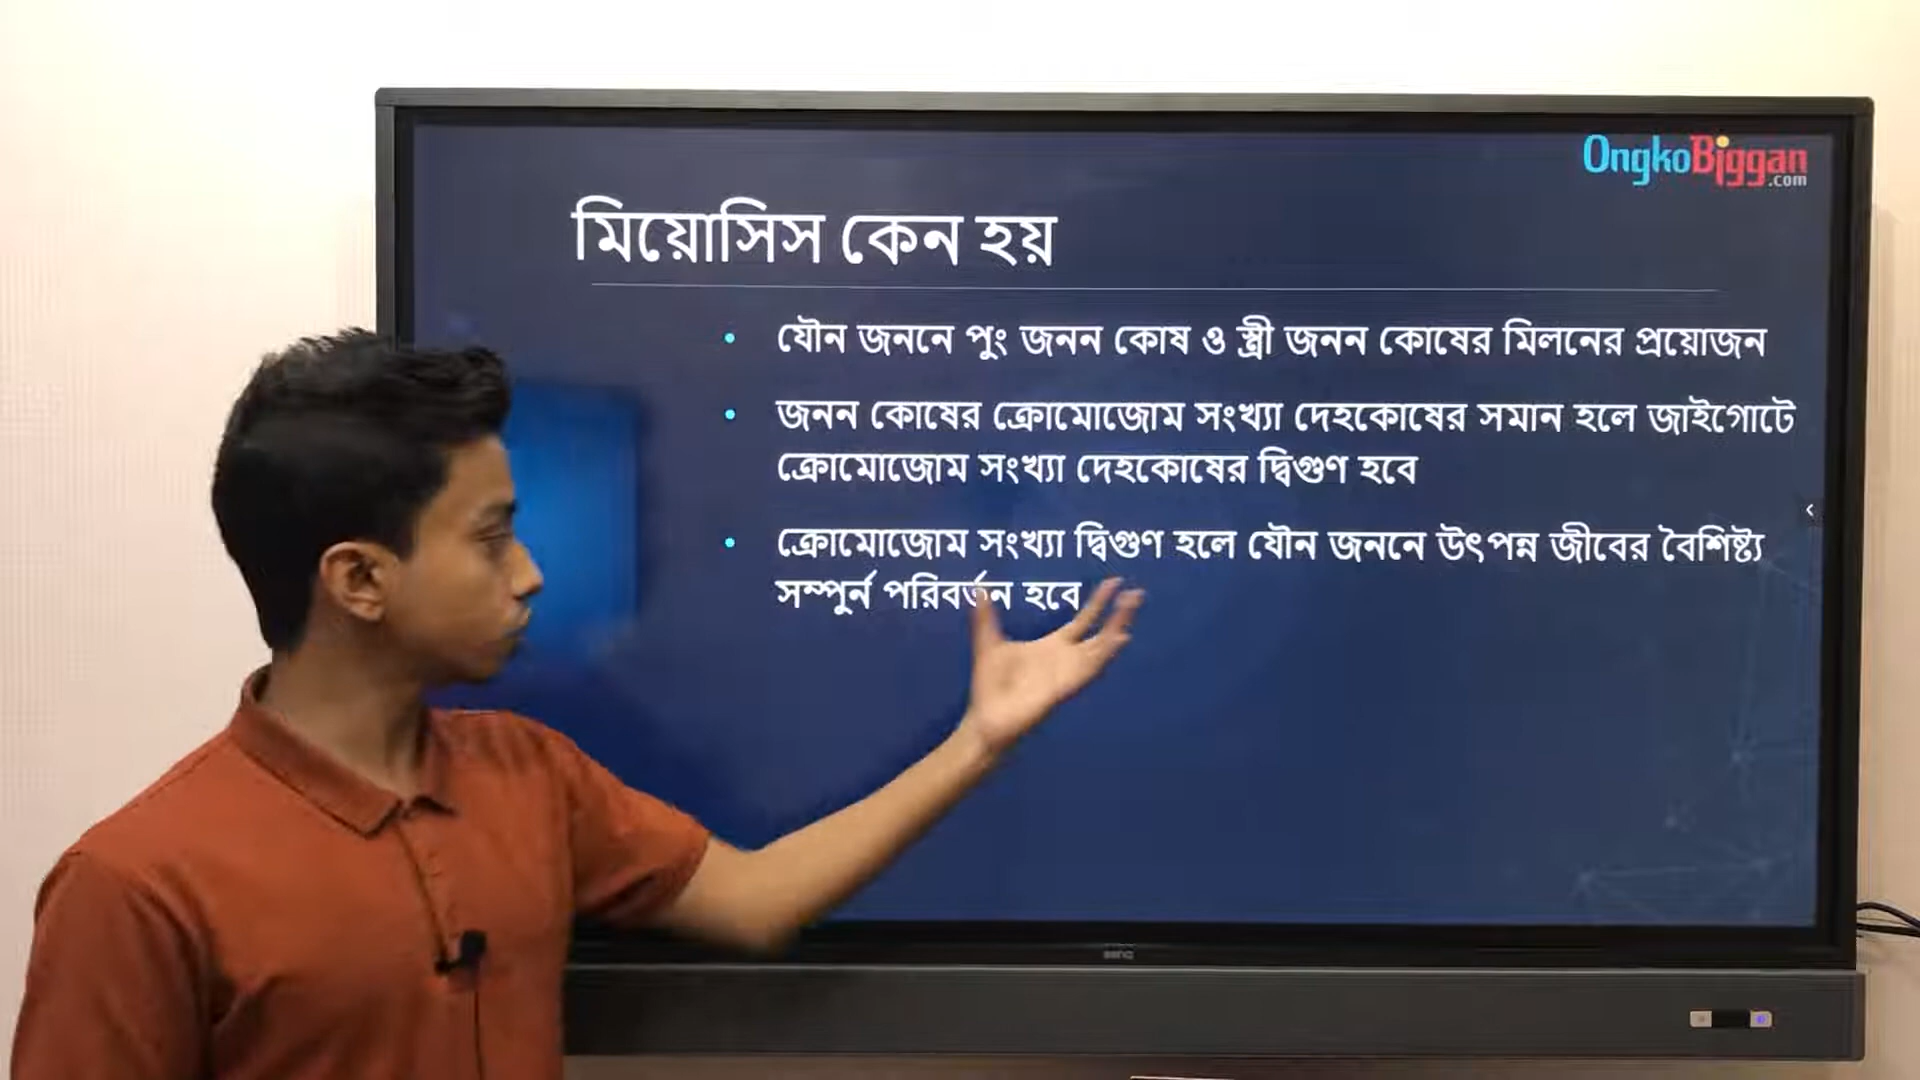 OngkoBiggan
.com
মিয়োসিস কেন হয়
• যৌন জননে পুং জনন কোষ ও স্ত্রী জনন কোষের মিলনের প্রয়োজন
• জনন কোষের ক্রোমোজোম সংখ্যা দেহকোষের সমান হলে জাইগোটে
ক্রোমোজোম সংখ্যা দেহকোষের দ্বিগুণ হবে
• ক্রোমোজোম সংখ্যা দ্বিগুণ হলে যৌন জননে উৎপন্ন জীবের বৈশিষ্ট্য
সম্পুর্ন পরিবর্তন হবে
BenQ